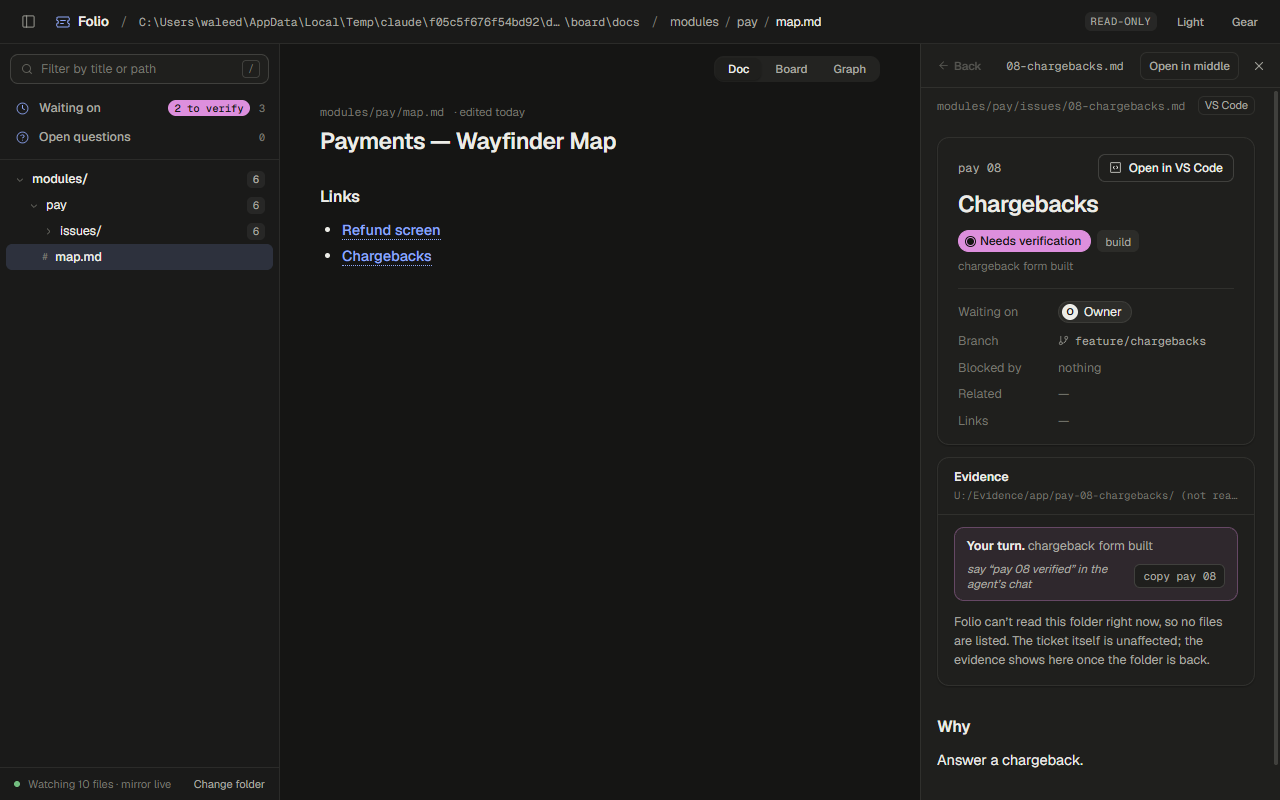 Folio / C:\Users\waleed\AppData\Local\Temp\claude\f05c5f676f54bd92\d… \board\docs / modules / pay / map.md READ-ONLY Light Gear
Filter by title or path /
Waiting on 2 to verify 3
Open questions 0
modules/ 6
pay 6
issues/ 6
# map.md
Watching 10 files · mirror live Change folder
Doc Board Graph
modules/pay/map.md · edited today
Payments — Wayfinder Map
Links
Refund screen
Chargebacks
Back 08-chargebacks.md Open in middle
modules/pay/issues/08-chargebacks.md VS Code
pay 08 Open in VS Code
Chargebacks
Needs verification build
chargeback form built
Waiting on O Owner
Branch feature/chargebacks
Blocked by nothing
Related —
Links —
Evidence
U:/Evidence/app/pay-08-chargebacks/ (not rea…
Your turn. chargeback form built
say “pay 08 verified” in the
agent's chat
copy pay 08
Folio can't read this folder right now, so no files
are listed. The ticket itself is unaffected; the
evidence shows here once the folder is back.
Why
Answer a chargeback.